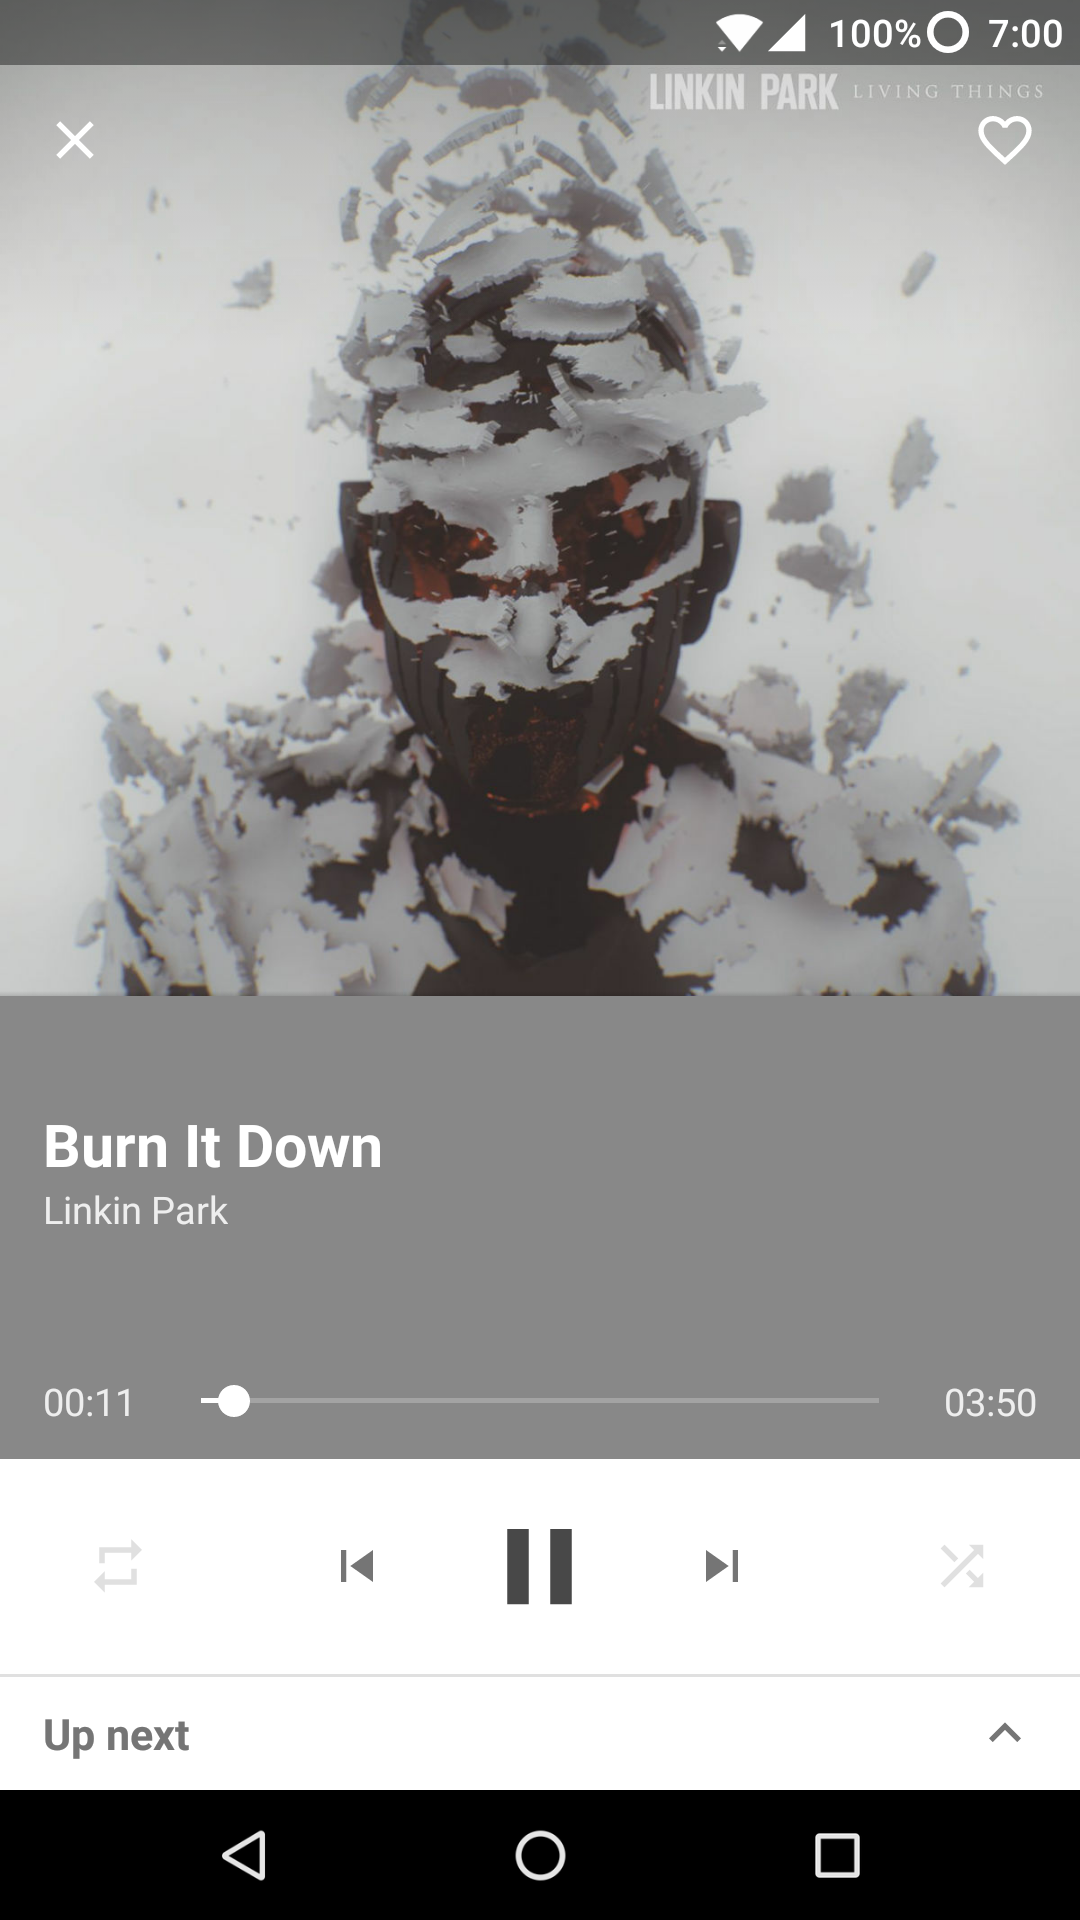 100% 7:00
LINKIN PARK LIVING THINGS
Burn It Down
Linkin Park
00:11 03:50
Up next